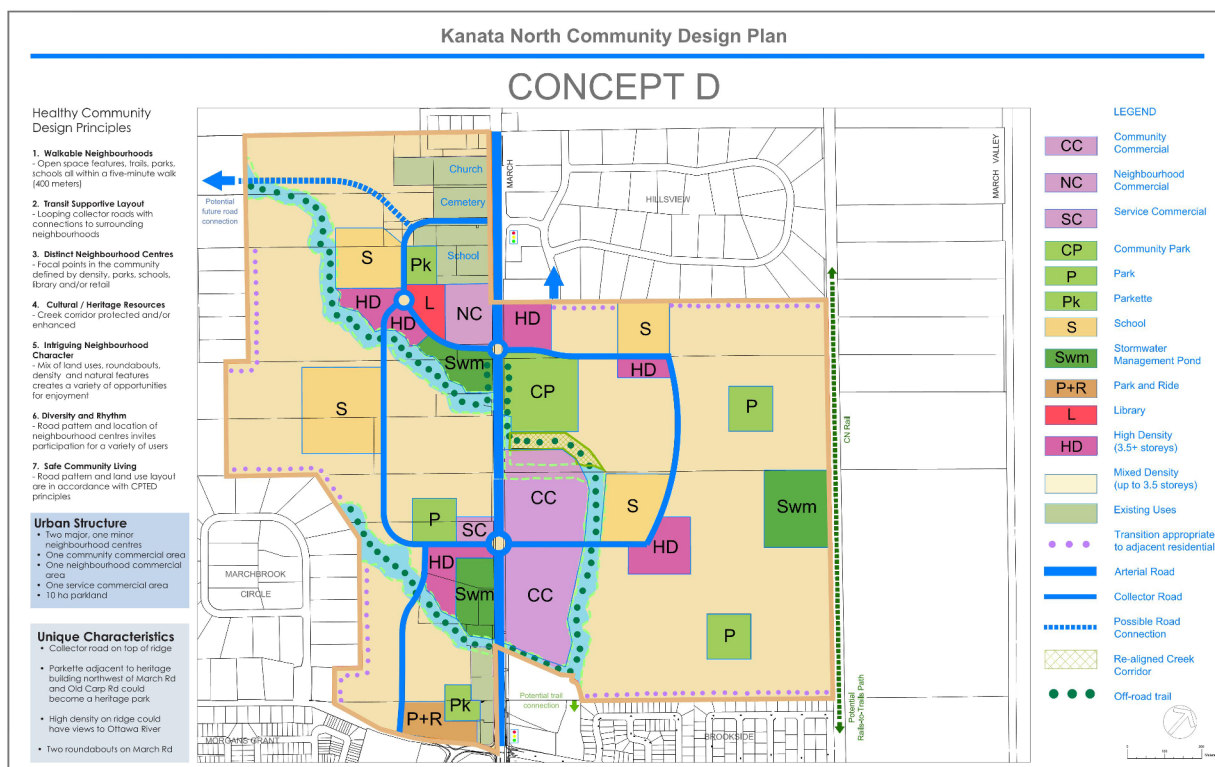 Kanata North Community Design Plan
CONCEPT D
Healthy Community
Design Principles
1. Walkable Neighbourhoods
- Open space features, trails, parks,
schools all within a five-minute walk
(400 meters)
2. Transit Supportive Layout
- Looping collector roads with
connections to surrounding
neighbourhoods
3. Distinct Neighbourhood Centres
- Focal points in the community
defined by density, parks, schools,
library and/or retail
4. Cultural / Heritage Resources
- Creek corridor protected and/or
enhanced
5. Intriguing Neighbourhood
Character
- Mix of land uses, roundabouts,
density and natural features
creates a variety of opportunities
for enjoyment
6. Diversity and Rhythm
- Road pattern and location of
neighbourhood centres invites
participation for a variety of users
7. Safe Community Living
- Road pattern and land use layout
are in accordance with CPTED
principles
Urban Structure
• Two major, one minor
neighbourhood centres
• One community commercial area
• One neighbourhood commercial
area
• One service commercial area
• 10 ha parkland
Unique Characteristics
• Collector road on top of ridge
• Parkette adjacent to heritage
building northwest of March Rd
and Old Carp Rd could
become a heritage park
• High density on ridge could
have views to Ottawa River
• Two roundabouts on March Rd
Potential
future road
connection
Church
Cemetery
School
MARCH
HILLSVIEW
MARCH VALLEY
S
Pk
HD
L
HD
NC
HD
S
Swm
HD
CP
P
S
CC
S
Swm
P
SC
HD
HD
Swm
CC
P
Pk
P+R
MARCHBROOK
CIRCLE
MORGANS GRANT
BROOKSIDE
Potential trail
connection
CN Rail
Potential
Rails-to-Trails Path
LEGEND
CC
Community
Commercial
NC
Neighbourhood
Commercial
SC
Service Commercial
CP
Community Park
P
Park
Pk
Parkette
S
School
Swm
Stormwater
Management Pond
P+R
Park and Ride
L
Library
HD
High Density
(3.5+ storeys)
Mixed Density
(up to 3.5 storeys)
Existing Uses
Transition appropriate
to adjacent residential
Arterial Road
Collector Road
Possible Road
Connection
Re-aligned Creek
Corridor
Off-road trail